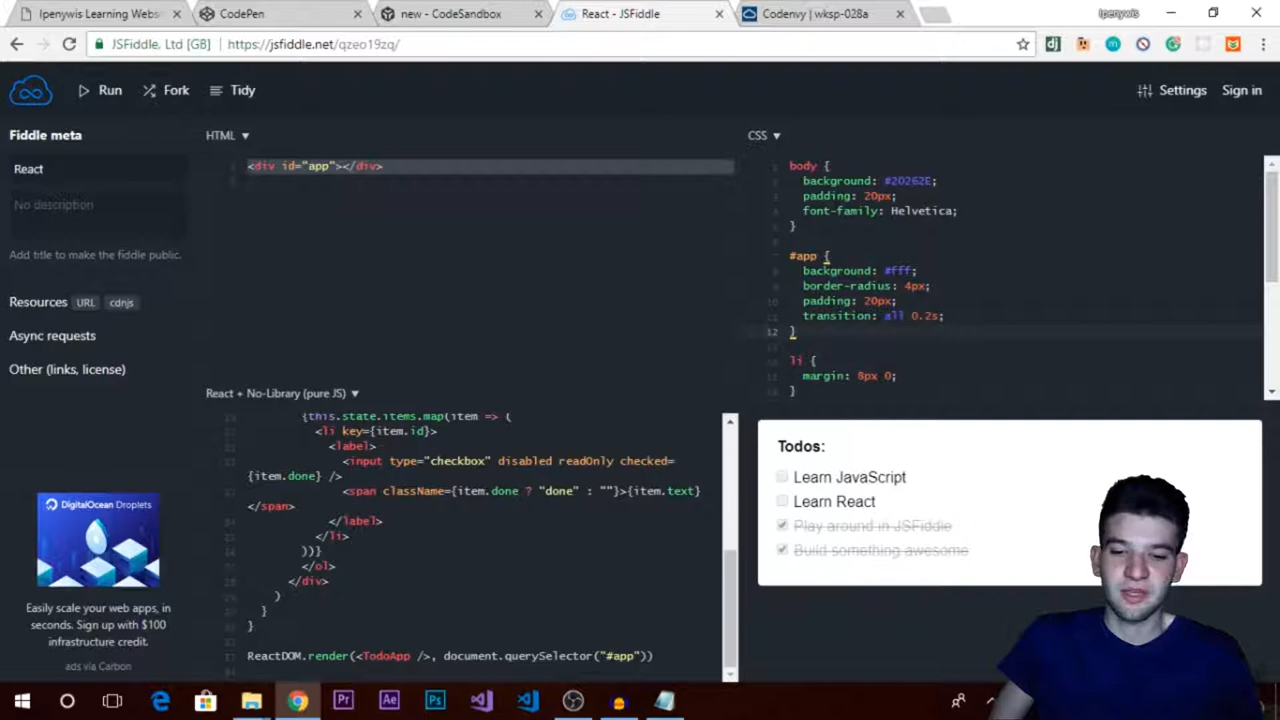 Ipenywis Learning Webs
CodePen
new - CodeSandbox
React - JSFiddle
Codenvy | wksp-028a
Ipenywis
JSFiddle, Ltd [GB]
https://jsfiddle.net/qzeo19zq/
Run
Fork
Tidy
Settings
Sign in
Fiddle meta
React
No description
Add title to make the fiddle public.
Resources URL cdnjs
Async requests
Other (links, license)
DigitalOcean Droplets
Easily scale your web apps, in
seconds. Sign up with $100
infrastructure credit.
ads via Carbon
HTML
<div id="app"></div>
React + No-Library (pure JS)
{this.state.items.map(item => (
<li key={item.id}>
<label>
<input type="checkbox" disabled readOnly checked=
{item.done} />
<span className={item.done ? "done" : ""}>{item.text}
</span>
</label>
</li>
))}
</ol>
</div>
)
}
}
ReactDOM.render(<TodoApp />, document.querySelector("#app"))
CSS
body {
background: #20262E;
padding: 20px;
font-family: Helvetica;
}
#app {
background: #fff;
border-radius: 4px;
padding: 20px;
transition: all 0.2s;
12 }
li {
margin: 8px 0;
}
Todos:
Learn JavaScript
Learn React
Play around in JSFiddle
Build something awesome
Pr
Ae
Ps